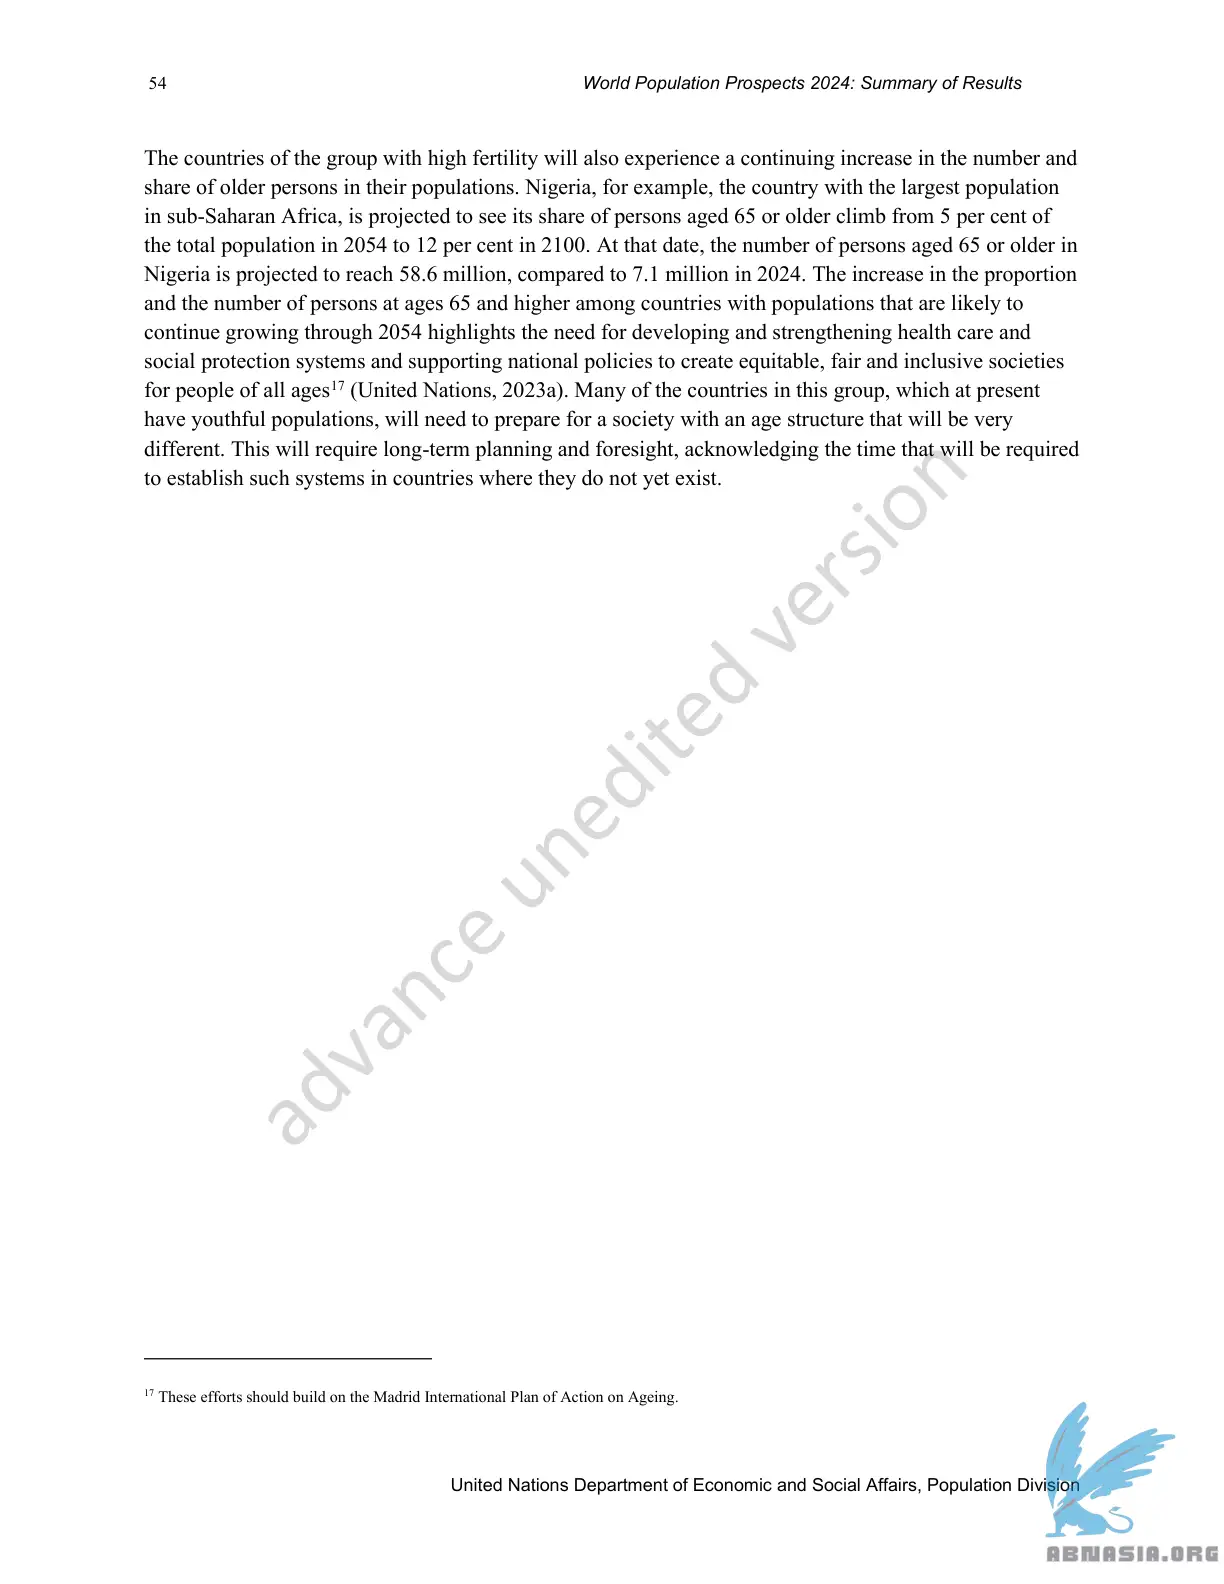 54
World Population Prospects 2024: Summary of Results
The countries of the group with high fertility will also experience a continuing increase in the number and
share of older persons in their populations. Nigeria, for example, the country with the largest population
in sub-Saharan Africa, is projected to see its share of persons aged 65 or older climb from 5 per cent of
the total population in 2054 to 12 per cent in 2100. At that date, the number of persons aged 65 or older in
Nigeria is projected to reach 58.6 million, compared to 7.1 million in 2024. The increase in the proportion
and the number of persons at ages 65 and higher among countries with populations that are likely to
continue growing through 2054 highlights the need for developing and strengthening health care and
social protection systems and supporting national policies to create equitable, fair and inclusive societies
for people of all ages17 (United Nations, 2023a). Many of the countries in this group, which at present
have youthful populations, will need to prepare for a society with an age structure that will be very
different. This will require long-term planning and foresight, acknowledging the time that will be required
to establish such systems in countries where they do not yet exist.
advance unedited version
17 These efforts should build on the Madrid International Plan of Action on Ageing.
United Nations Department of Economic and Social Affairs, Population Division
ABNASIA.ORG